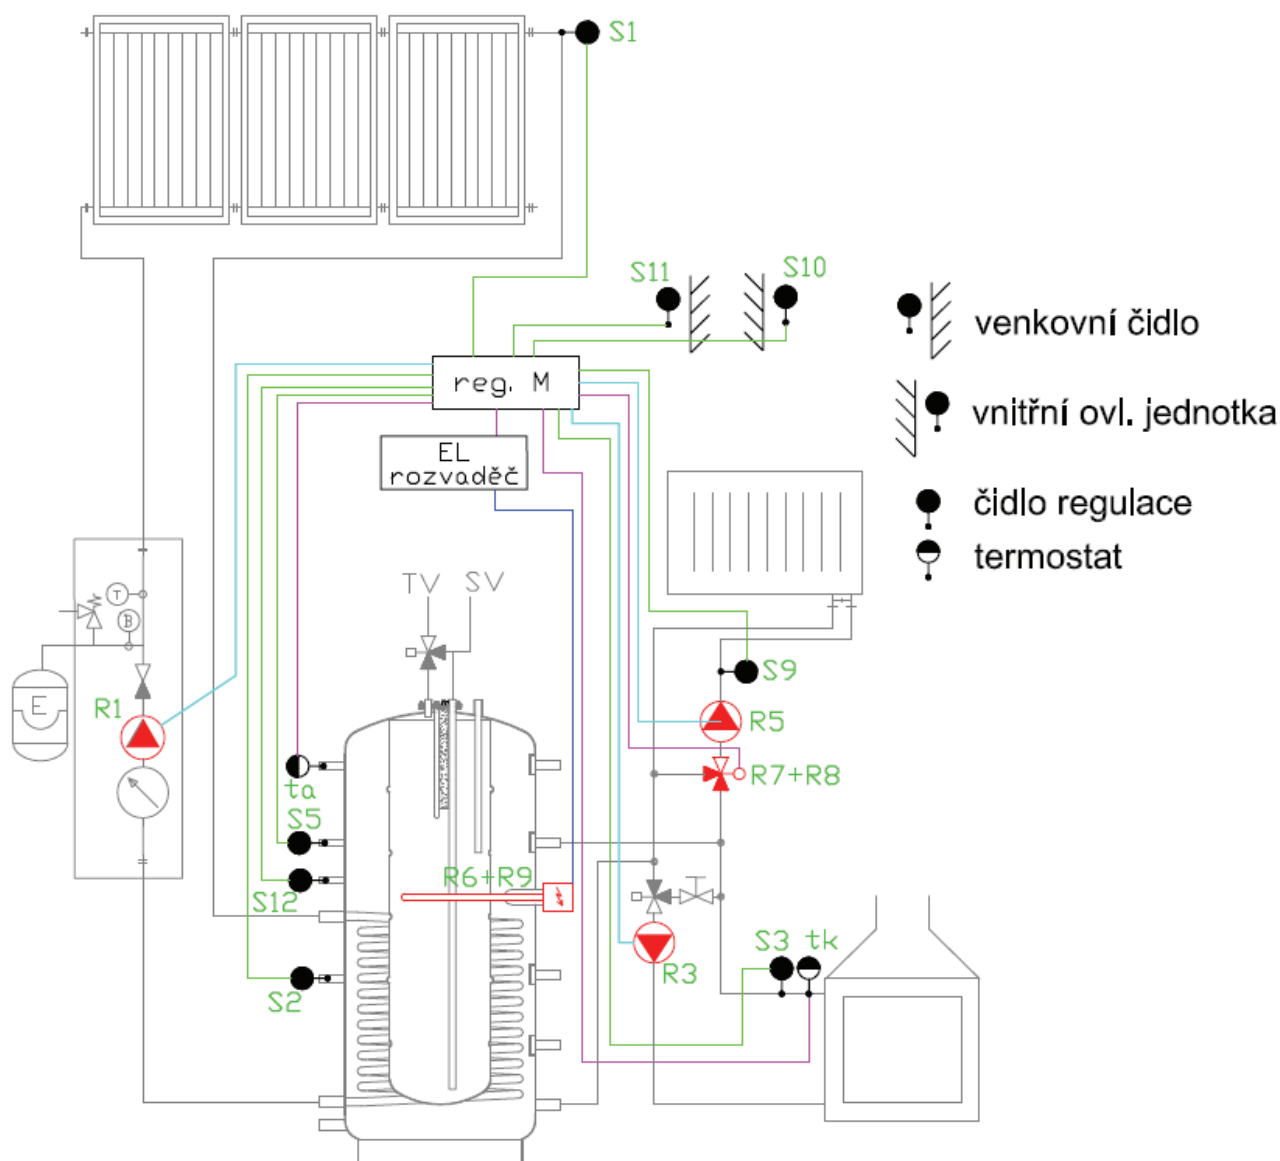 S1
S11
S10
venkovní čidlo
reg. M
vnitřní ovl. jednotka
EL
rozvaděč
čidlo regulace
termostat
TV
SV
T
B
E
R1
S9
R5
R7+R8
ta
S5
R6+R9
S12
S3 tk
R3
S2